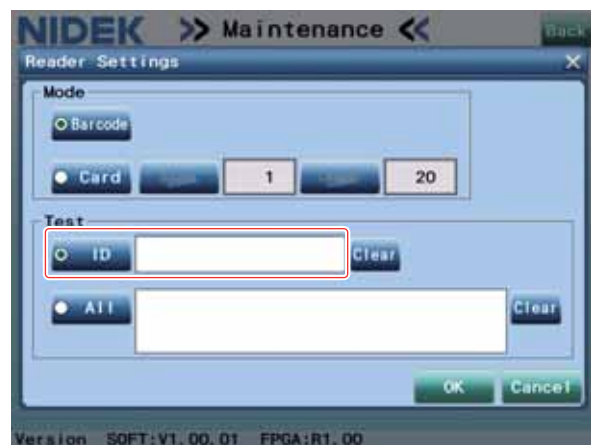 NIDEK >> Maintenance << Back
Reader Settings ×
Mode
Barcode
Card 1 20
Test
ID Clear
All Clear
OK Cancel
Version SOFT:V1.00.01 FPGA:R1.00